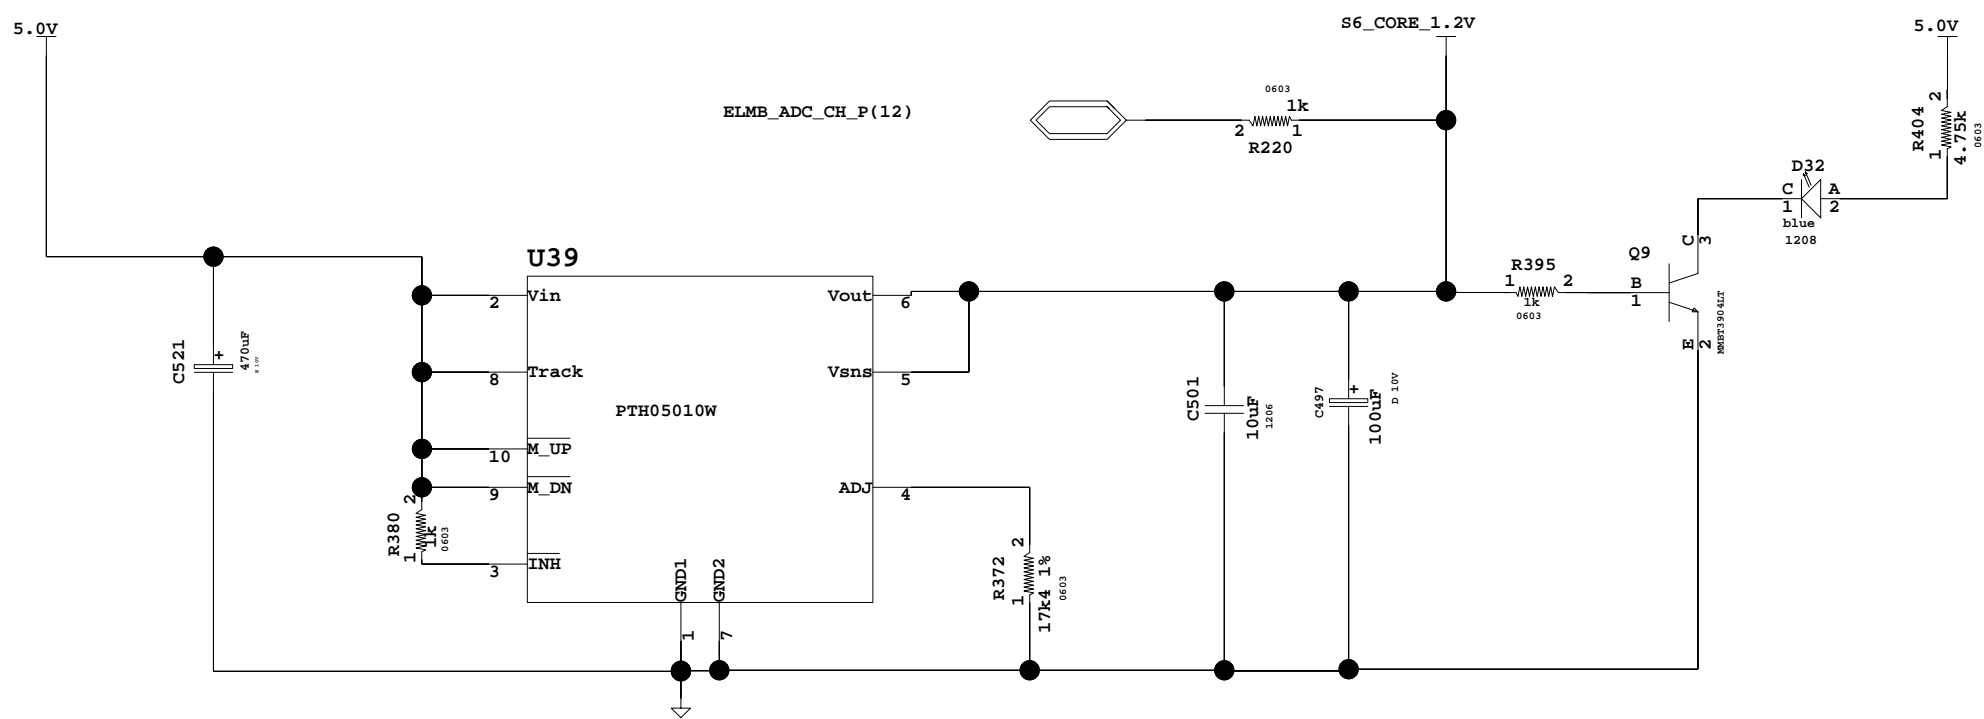 5.0V
S6_CORE_1.2V
5.0V
ELMB_ADC_CH_P(12)
0603
1k
2
1
R220
R404
2
1
4.75k
0603
D32
C
A
1
2
blue
1208
U39
Q9
C
3
R395
1
2
1k
0603
B
1
E
2
MMBT3904LT
2
Vin
Vout
6
8
Track
Vsns
5
PTH05010W
10
M_UP
9
M_DN
ADJ
4
3
INH
GND1
GND2
1
7
C521
+
470uF
R380
2
1
1k
0603
R372
2
1
17k4 1%
0603
C501
10uF
1206
C497
+
100uF
D 10V